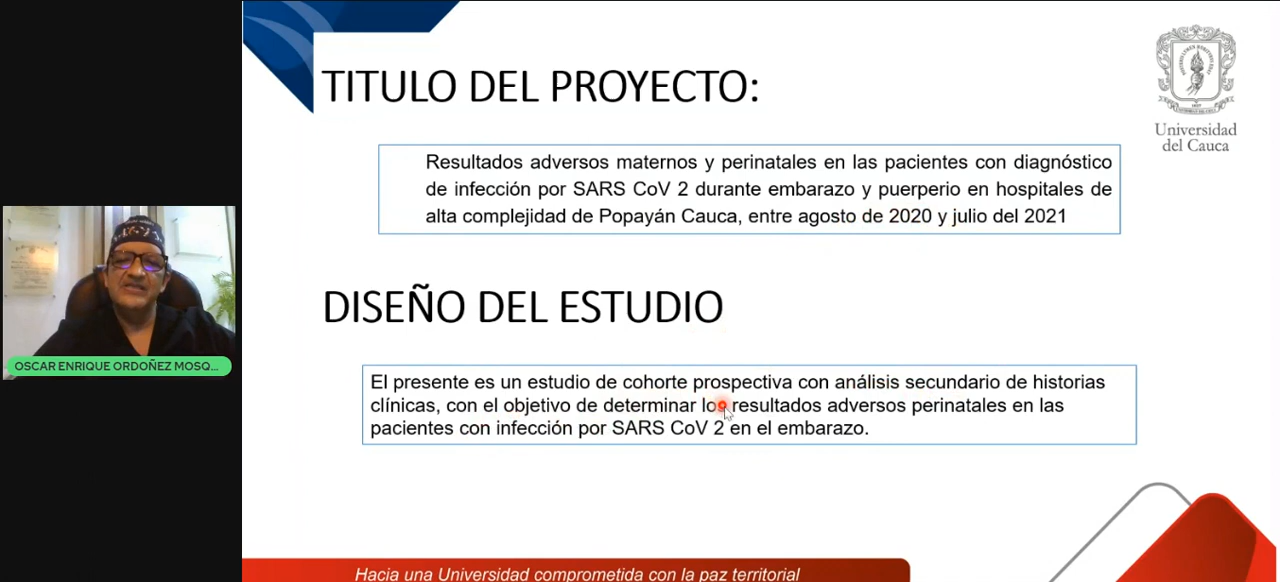 TITULO DEL PROYECTO:
Universidad
del Cauca
Resultados adversos maternos y perinatales en las pacientes con diagnóstico
de infección por SARS CoV 2 durante embarazo y puerperio en hospitales de
alta complejidad de Popayán Cauca, entre agosto de 2020 y julio del 2021
DISEÑO DEL ESTUDIO
El presente es un estudio de cohorte prospectiva con análisis secundario de historias
clínicas, con el objetivo de determinar los resultados adversos perinatales en las
pacientes con infección por SARS CoV 2 en el embarazo.
OSCAR ENRIQUE ORDOÑEZ MOSQ...
Hacia una Universidad comprometida con la paz territorial